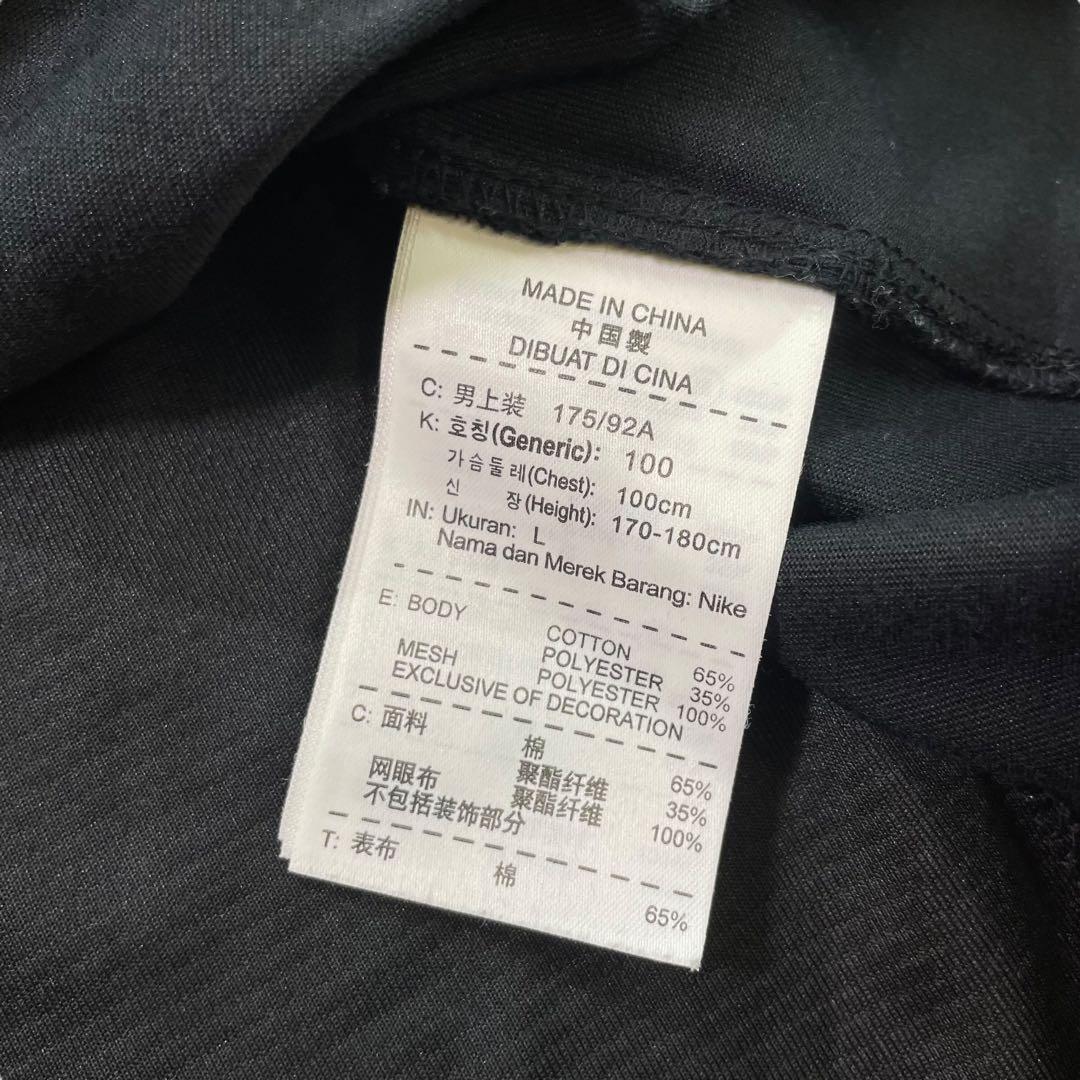 MADE IN CHINA
中国製
DIBUAT DI CINA
C: 男上装 175/92A
K: 호칭(Generic): 100
가슴둘레(Chest): 100cm
신 장(Height): 170-180cm
IN: Ukuran: L
Nama dan Merek Barang: Nike
E: BODY COTTON 65%
POLYESTER 35%
MESH POLYESTER 100%
EXCLUSIVE OF DECORATION
C: 面料 棉 65%
聚酯纤维 35%
网眼布 聚酯纤维 100%
不包括装饰部分
T: 表布 棉 65%